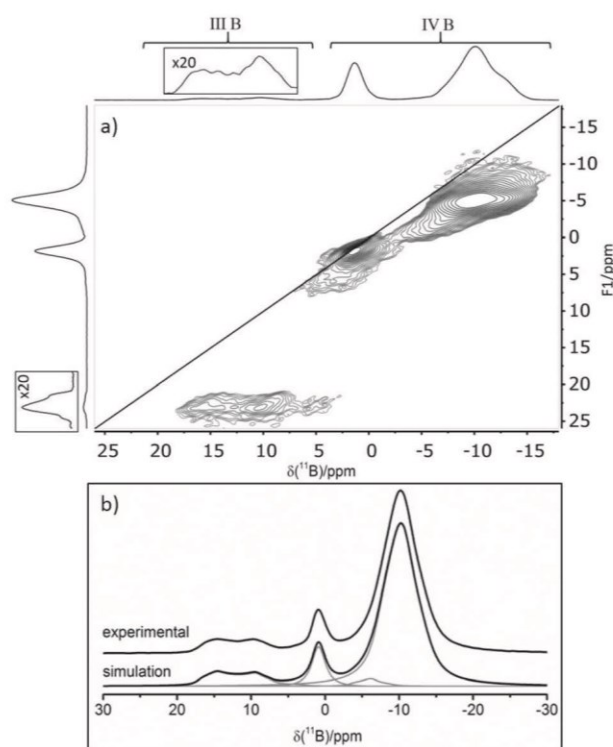 III B IV B
x20
a)
-15
-10
-5
0
5
10
15
20
25
F1/ppm
x20
25 20 15 10 5 0 -5 -10 -15
δ(¹¹B)/ppm
b)
experimental
simulation
30 20 10 0 -10 -20 -30
δ(¹¹B)/ppm